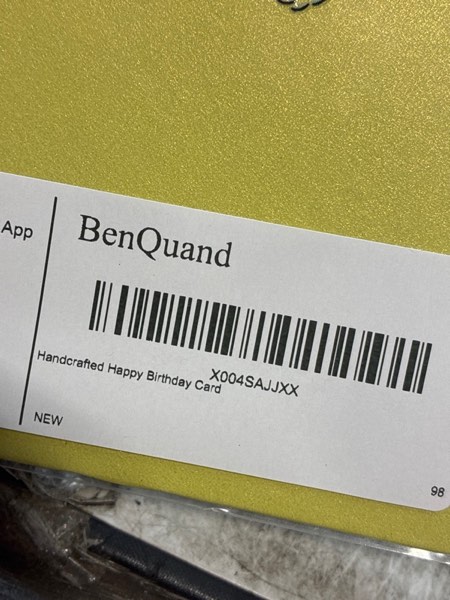 App
BenQuand
X004SAJJXX
Handcrafted Happy Birthday Card
NEW
98